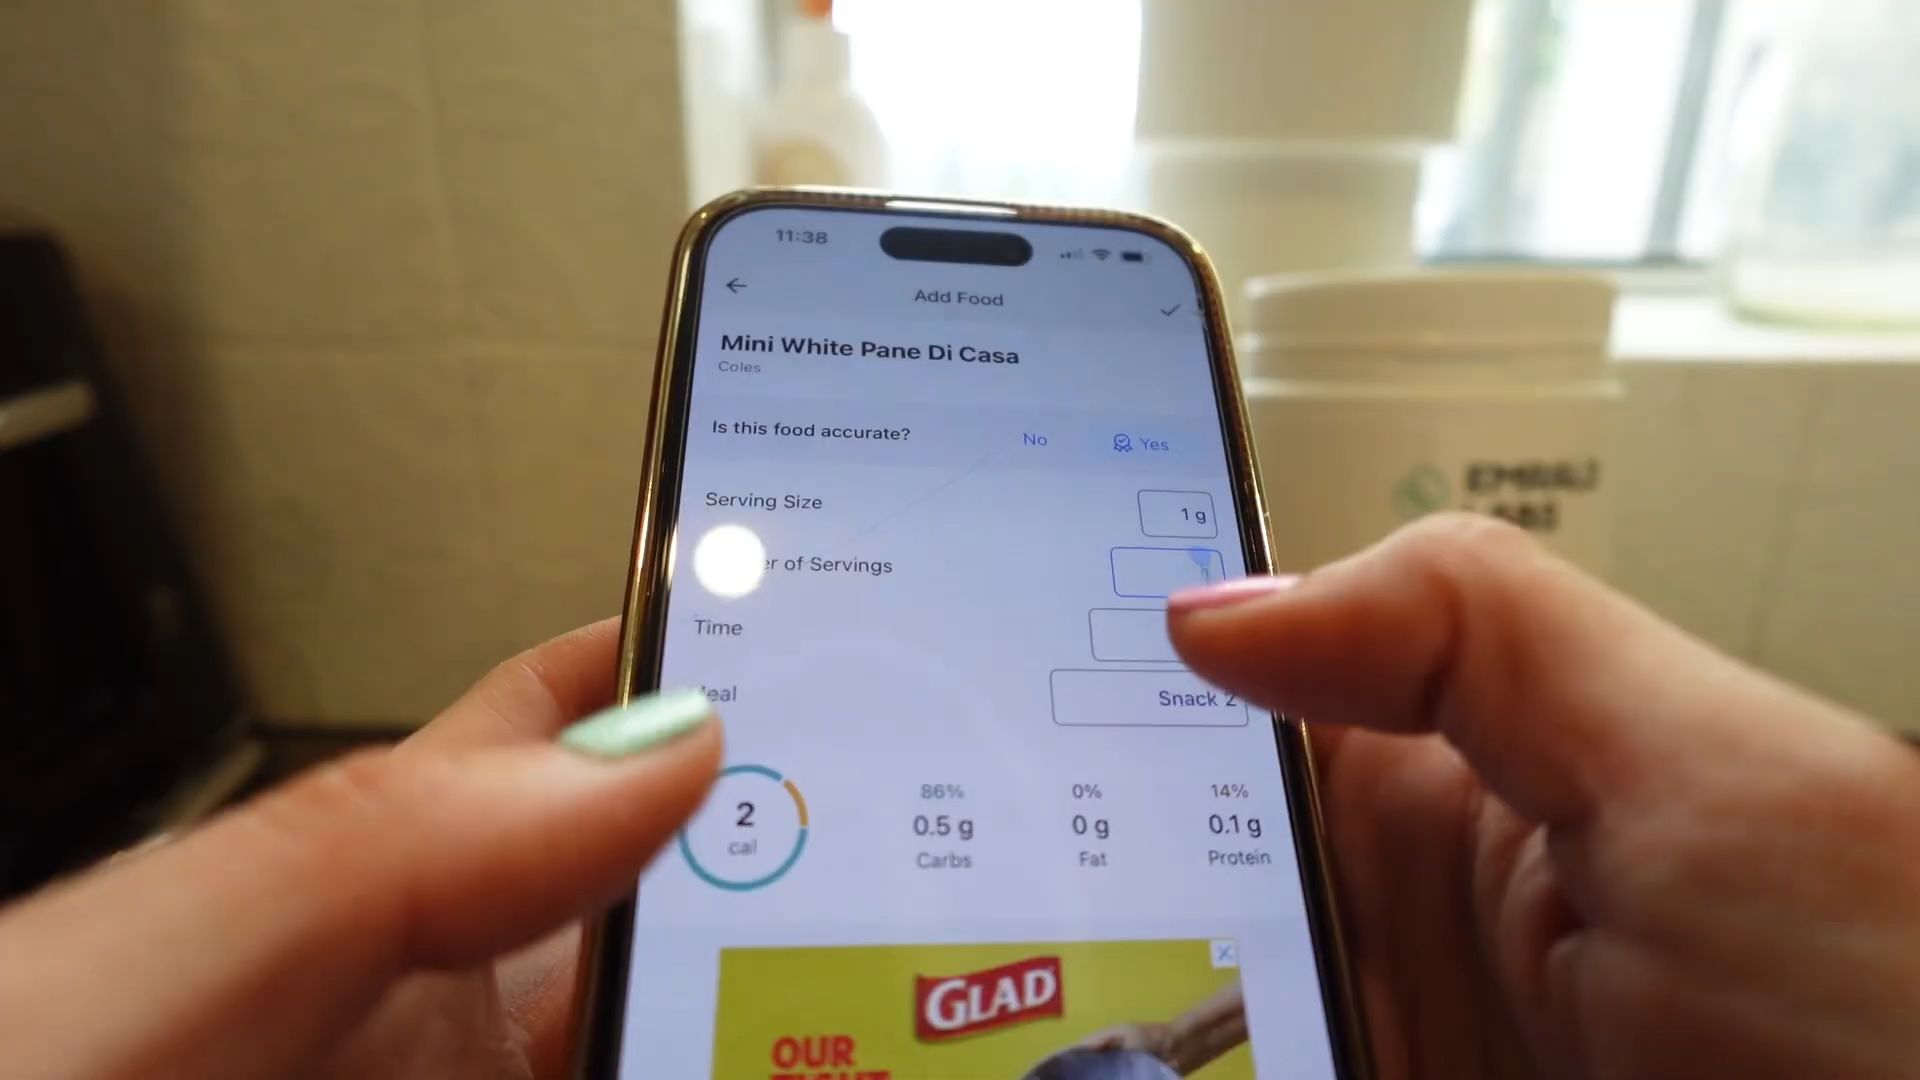 11:38
Add Food
Mini White Pane Di Casa
Coles
Is this food accurate?
No
Yes
Serving Size
1 g
of Servings
Time
Snack 2
2
cal
86%
0.5 g
Carbs
0%
0 g
Fat
14%
0.1 g
Protein
GLAD
OUR